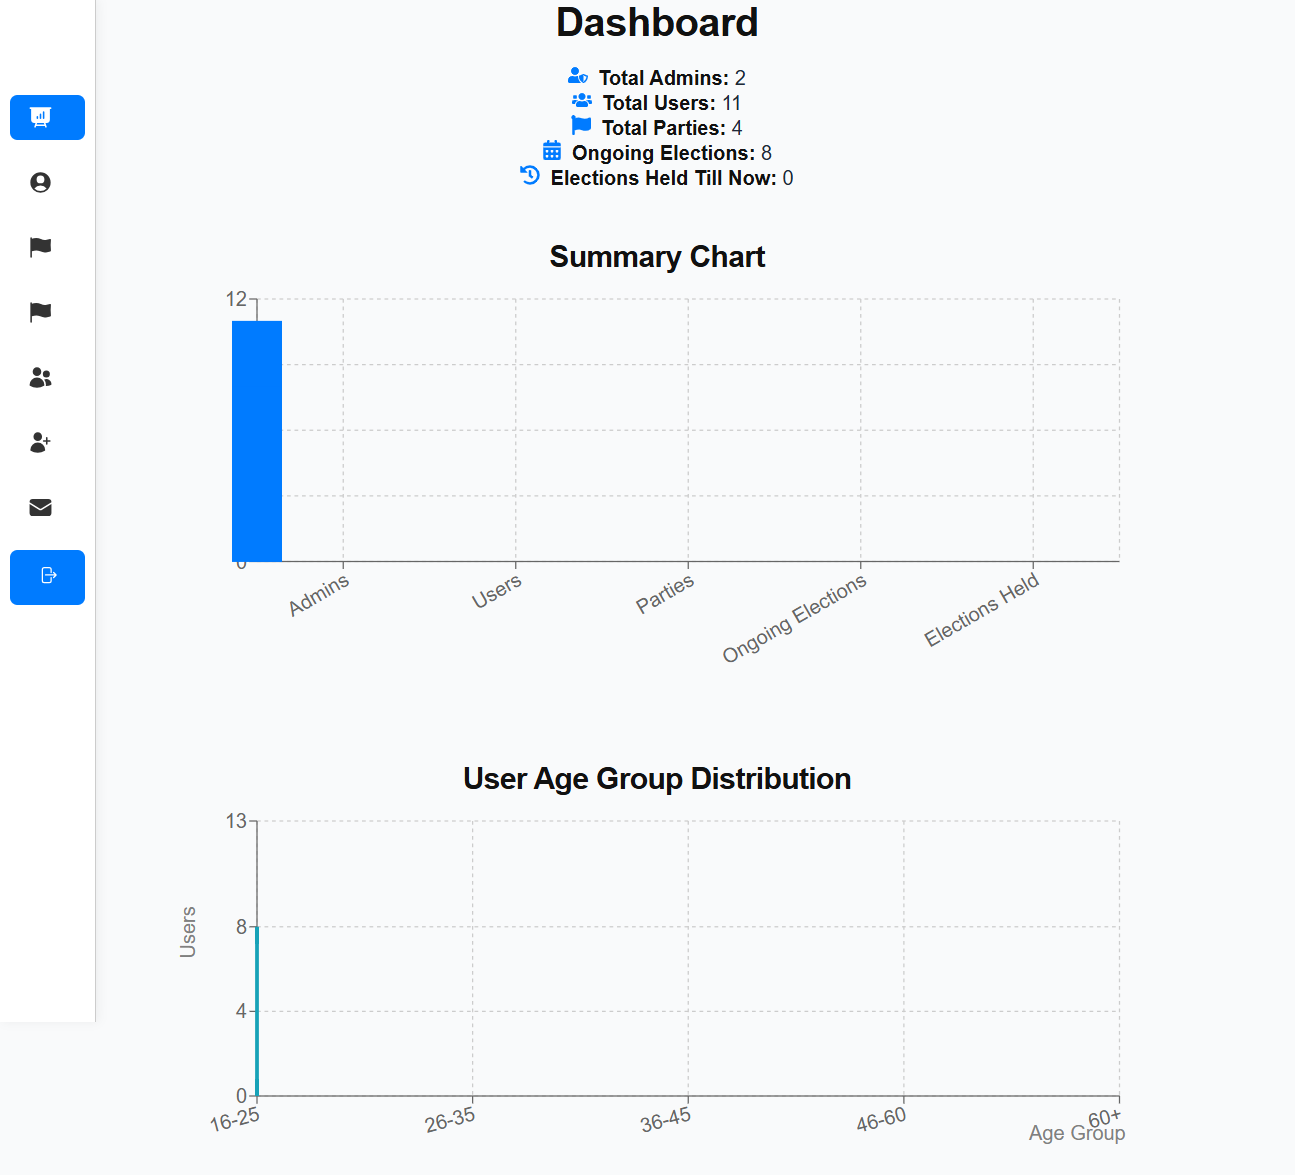 Dashboard
Total Admins: 2
Total Users: 11
Total Parties: 4
Ongoing Elections: 8
Elections Held Till Now: 0
Summary Chart
12
0
Admins
Users
Parties
Ongoing Elections
Elections Held
User Age Group Distribution
13
8
4
0
Users
16-25
26-35
36-45
46-60
60+
Age Group